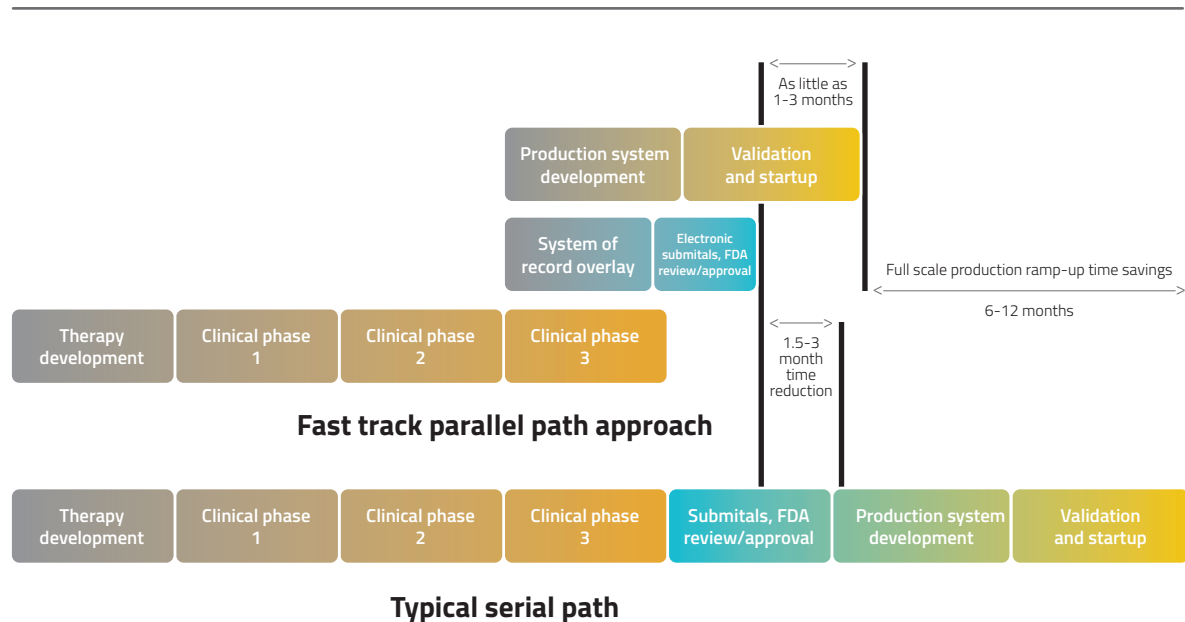 As little as
1-3 months
Production system
development
Validation
and startup
System of
record overlay
Electronic
submitals, FDA
review/approval
Full scale production ramp-up time savings
6-12 months
Therapy
development
Clinical phase
1
Clinical phase
2
Clinical phase
3
1.5-3
month
time
reduction
Fast track parallel path approach
Therapy
development
Clinical phase
1
Clinical phase
2
Clinical phase
3
Submitals, FDA
review/approval
Production system
development
Validation
and startup
Typical serial path